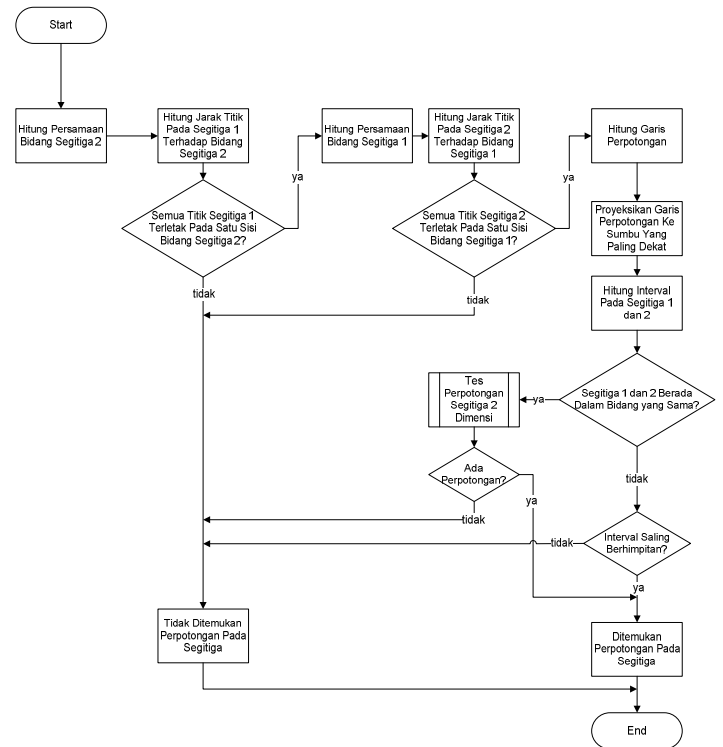 Start
Hitung Persamaan
Bidang Segitiga 2
Hitung Jarak Titik
Pada Segitiga 1
Terhadap Bidang
Segitiga 2
Semua Titik Segitiga 1
Terletak Pada Satu Sisi
Bidang Segitiga 2?
ya
tidak
Hitung Persamaan
Bidang Segitiga 1
Hitung Jarak Titik
Pada Segitiga 2
Terhadap Bidang
Segitiga 1
Semua Titik Segitiga 2
Terletak Pada Satu Sisi
Bidang Segitiga 1?
ya
tidak
Hitung Garis
Perpotongan
Proyeksikan Garis
Perpotongan Ke
Sumbu Yang
Paling Dekat
Hitung Interval
Pada Segitiga 1
dan 2
Segitiga 1 dan 2 Berada
Dalam Bidang yang Sama?
ya
tidak
Tes
Perpotongan
Segitiga 2
Dimensi
Ada
Perpotongan?
ya
tidak
Interval Saling
Berhimpitan?
tidak
ya
Tidak Ditemukan
Perpotongan Pada
Segitiga
Ditemukan
Perpotongan Pada
Segitiga
End